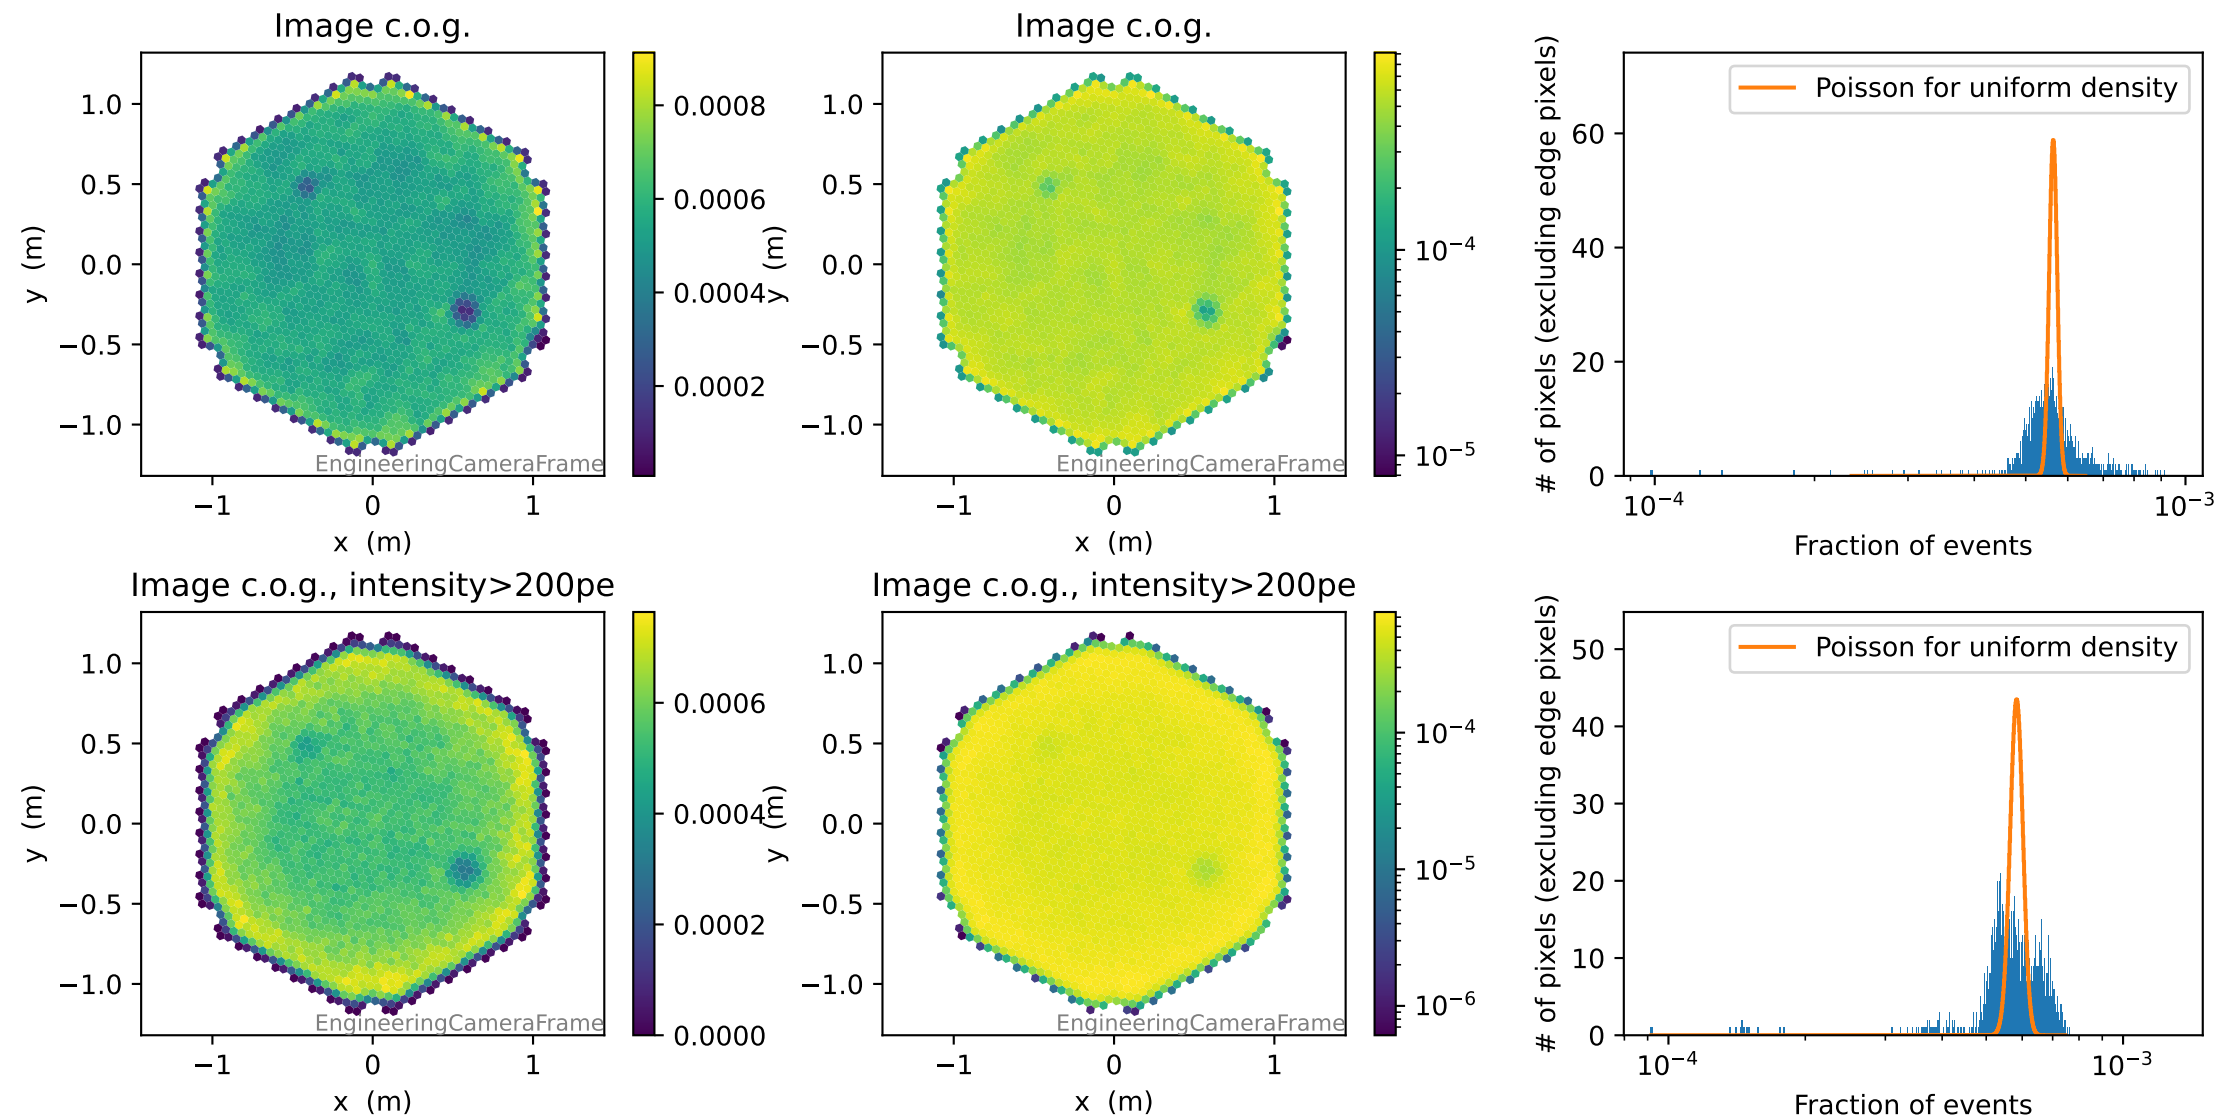 Image c.o.g.
1.0
0.5
0.0
−0.5
−1.0
y (m)
−1
0
1
x (m)
EngineeringCameraFrame
0.0008
0.0006
0.0004
0.0002
Image c.o.g.
1.0
0.5
0.0
−0.5
−1.0
y (m)
−1
0
1
x (m)
EngineeringCameraFrame
10⁻⁴
10⁻⁵
# of pixels (excluding edge pixels)
60
40
20
0
Poisson for uniform density
10⁻⁴
10⁻³
Fraction of events
Image c.o.g., intensity>200pe
1.0
0.5
0.0
−0.5
−1.0
y (m)
−1
0
1
x (m)
EngineeringCameraFrame
0.0006
0.0004
0.0002
0.0000
Image c.o.g., intensity>200pe
1.0
0.5
0.0
−0.5
−1.0
y (m)
−1
0
1
x (m)
EngineeringCameraFrame
10⁻⁴
10⁻⁵
10⁻⁶
# of pixels (excluding edge pixels)
50
40
30
20
10
0
Poisson for uniform density
10⁻⁴
10⁻³
Fraction of events